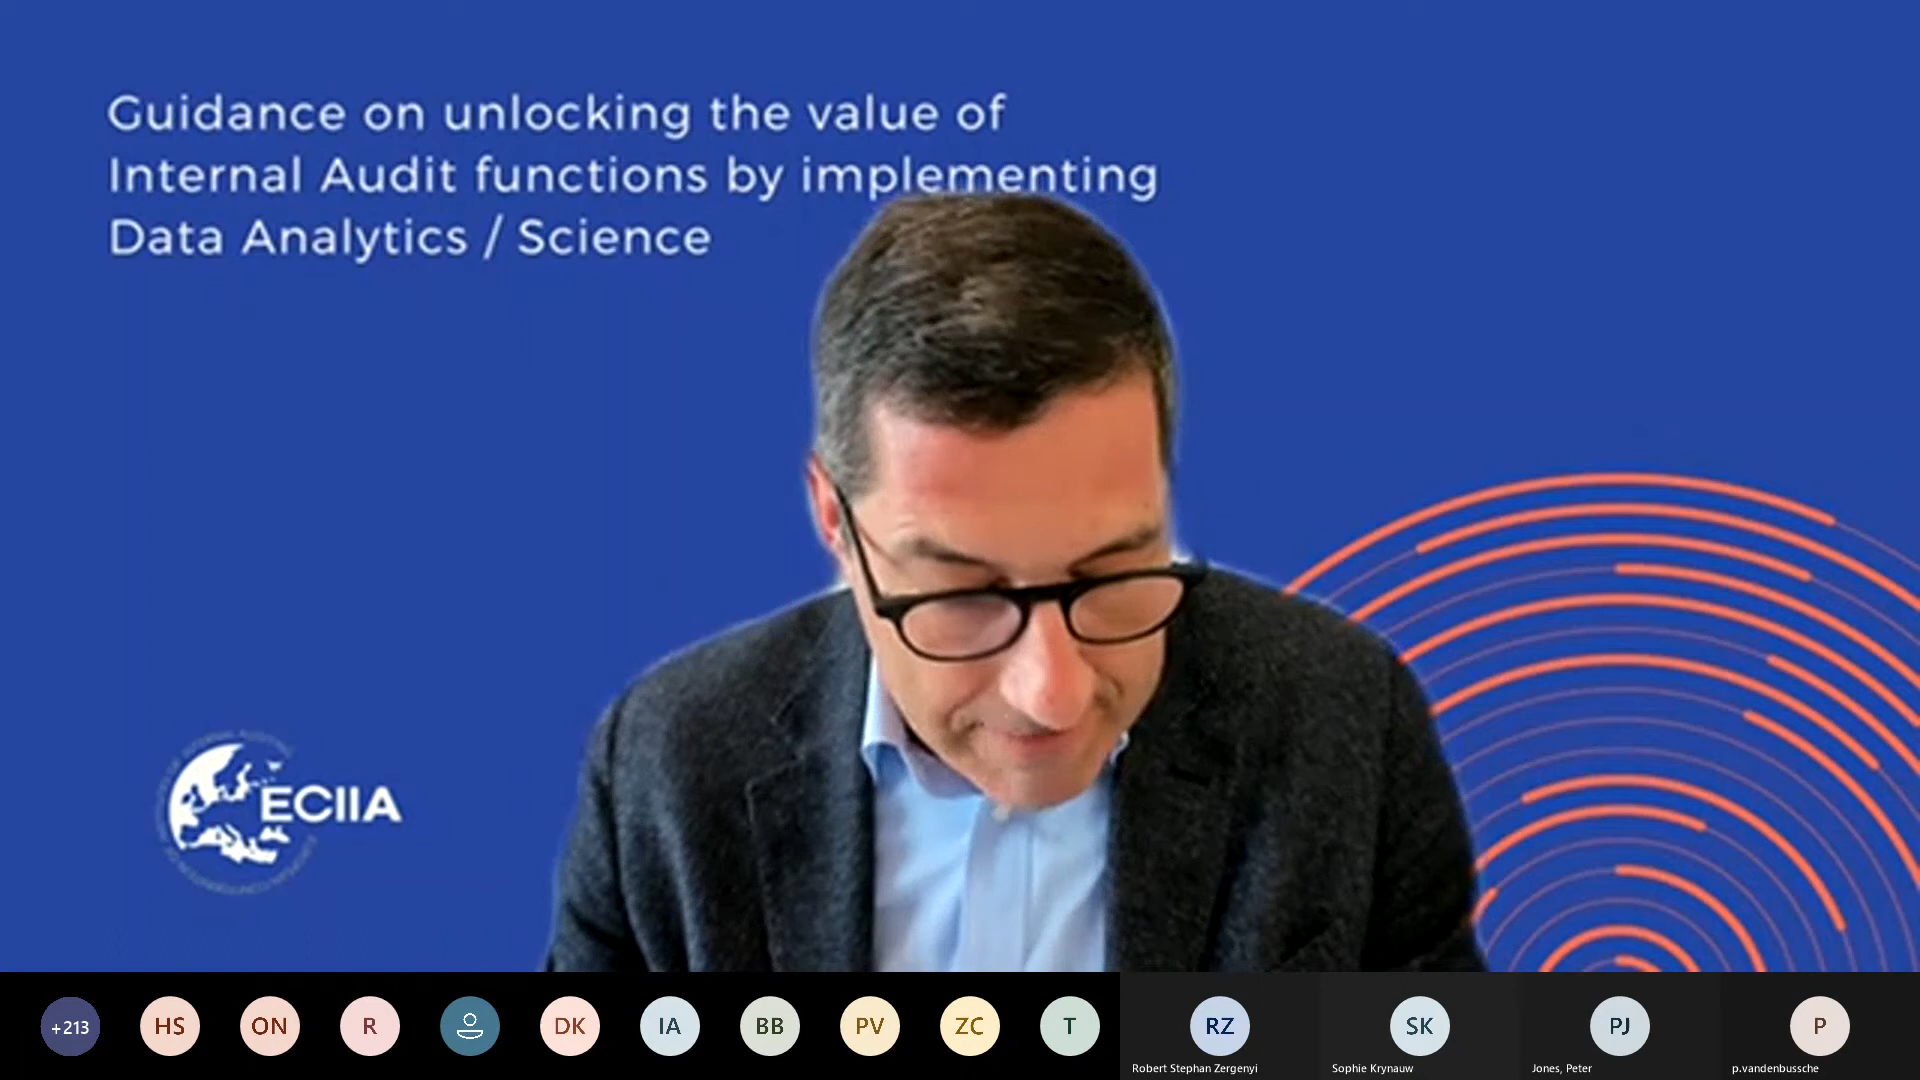 Guidance on unlocking the value of
Internal Audit functions by implementing
Data Analytics / Science
ECIIA
+213
HS
ON
R
DK
IA
BB
PV
ZC
T
RZ
SK
PJ
P
Robert Stephan Zergenyi
Sophie Krynauw
Jones, Peter
p.vandenbussche